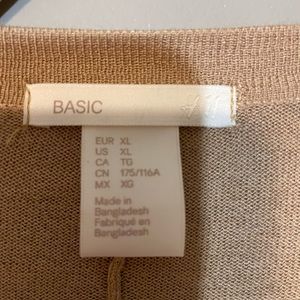 BASIC
EUR XL
US XL
CA TG
CN 175/116A
MX XG
Made in
Bangladesh
Fabriqué en
Bangladesh